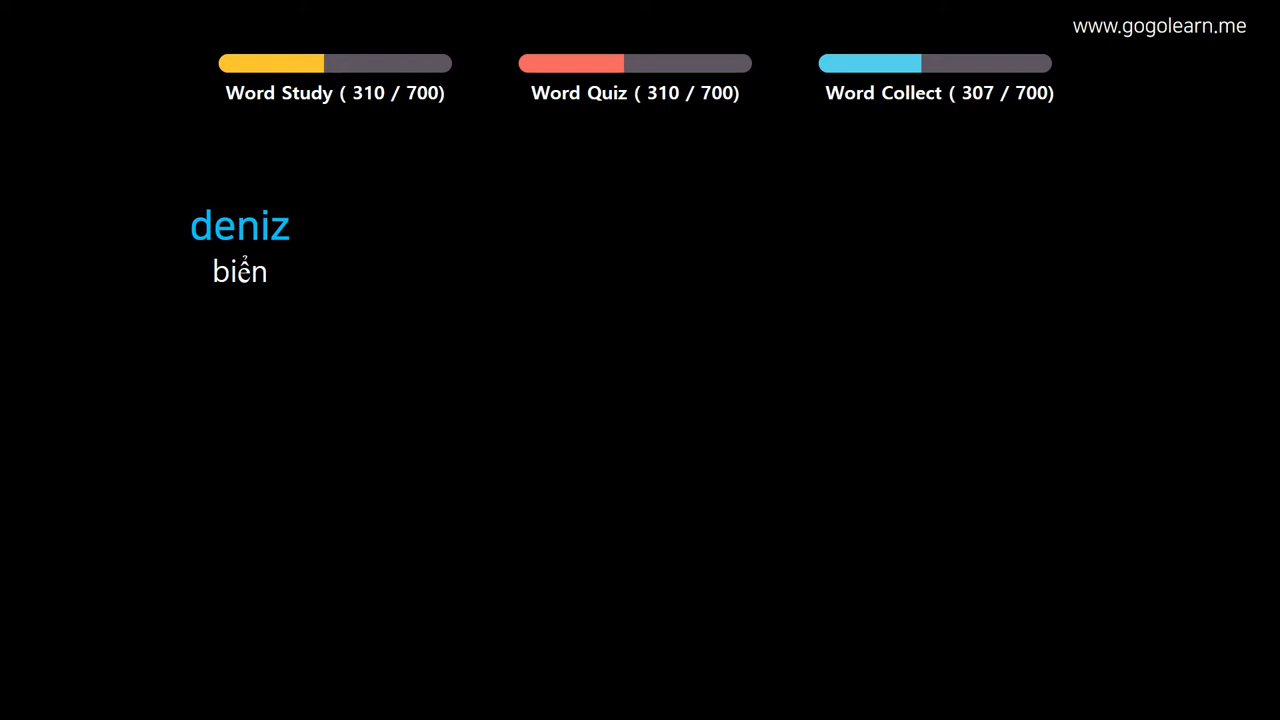 www.gogolearn.me
Word Study ( 310 / 700)
Word Quiz ( 310 / 700)
Word Collect ( 307 / 700)
deniz
biển